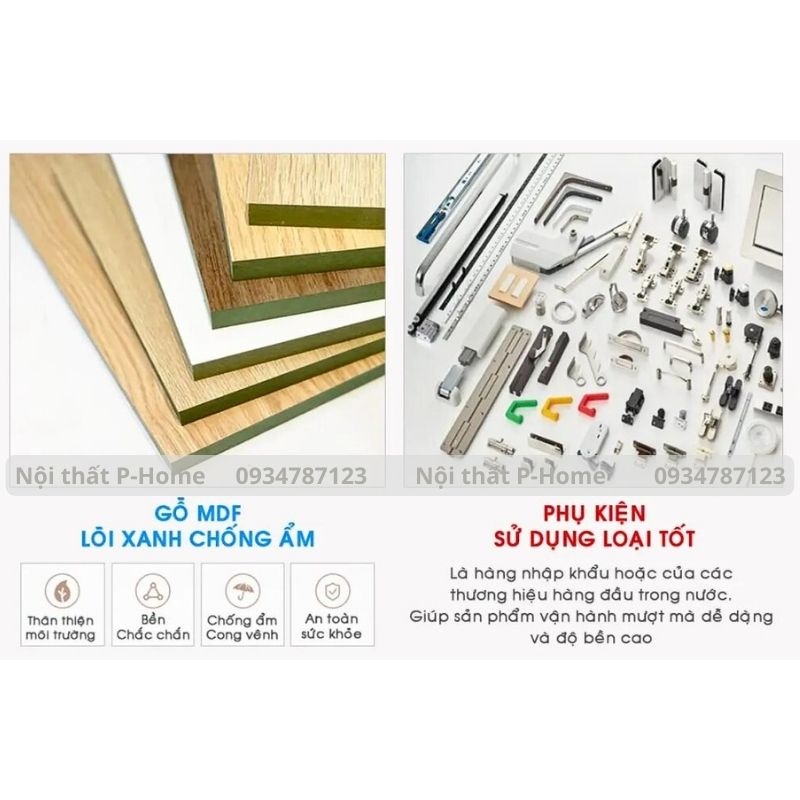 Nội thất P-Home 0934787123
Nội thất P-Home 0934787123
GỖ MDF
LÕI XANH CHỐNG ẨM
Thân thiện
môi trường
Bền
Chắc chắn
Chống ẩm
Cong vênh
An toàn
sức khỏe
PHỤ KIỆN
SỬ DỤNG LOẠI TỐT
Là hàng nhập khẩu hoặc của các
thương hiệu hàng đầu trong nước.
Giúp sản phẩm vận hành mượt mà dễ dàng
và độ bền cao